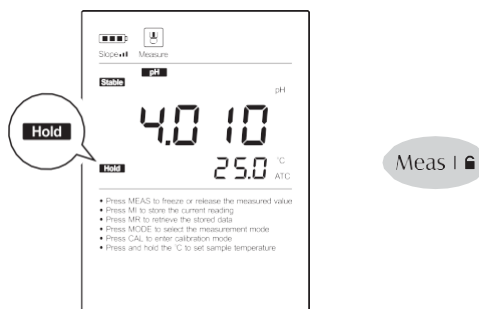 Slope
Measure
pH
Stable
pH
4.010
Hold
Hold
25.0 °C
ATC
• Press MEAS to freeze or release the measured value
• Press MI to store the current reading
• Press MR to retrieve the stored data
• Press MODE to select the measurement mode
• Press CAL to enter calibration mode
• Press and hold the °C to set sample temperature
Meas |